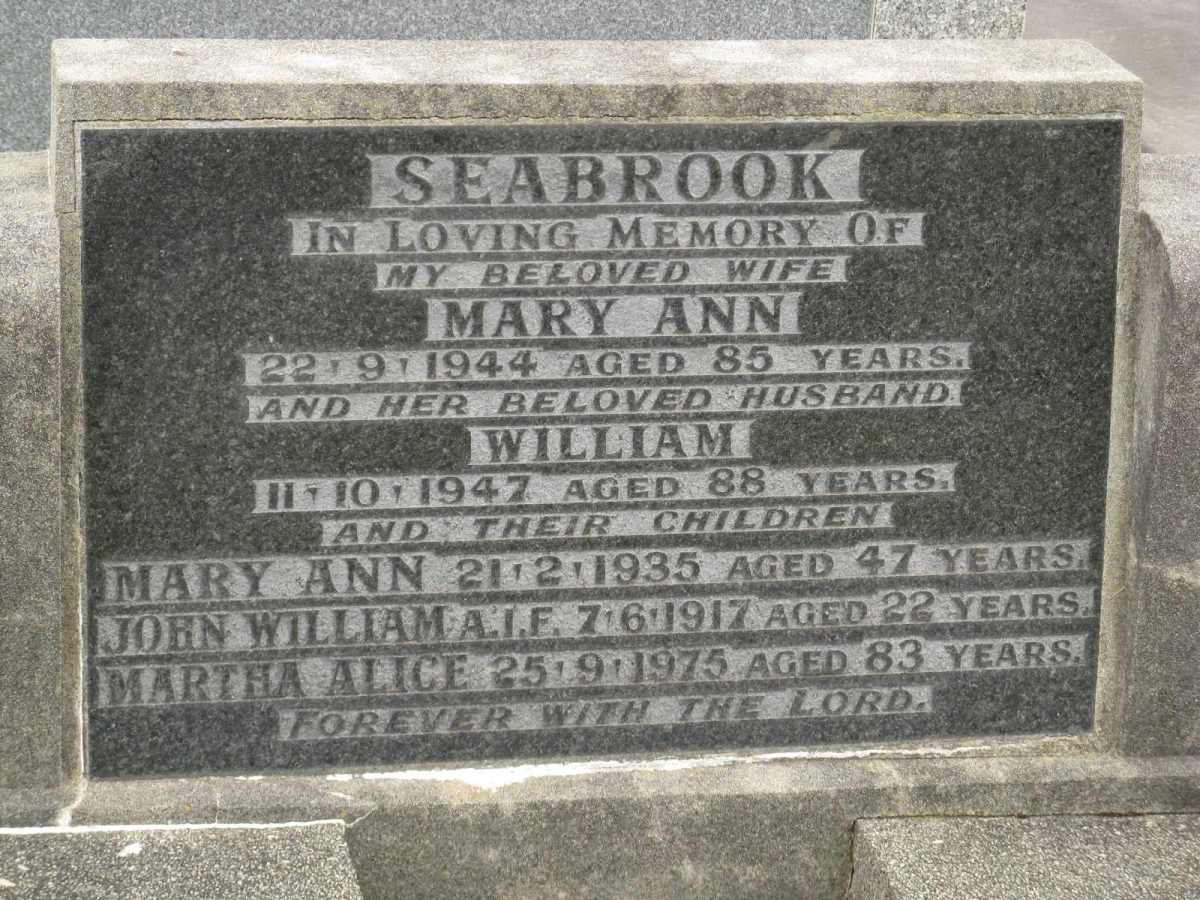 SEABROOK
IN LOVING MEMORY OF
MY BELOVED WIFE
MARY ANN
22-9-1944 AGED 85 YEARS.
AND HER BELOVED HUSBAND
WILLIAM
11-10-1947 AGED 88 YEARS.
AND THEIR CHILDREN
MARY ANN 21-2-1935 AGED 47 YEARS.
JOHN WILLIAM A.I.F. 7-6-1917 AGED 22 YEARS.
MARTHA ALICE 25-9-1975 AGED 83 YEARS.
FOREVER WITH THE LORD.